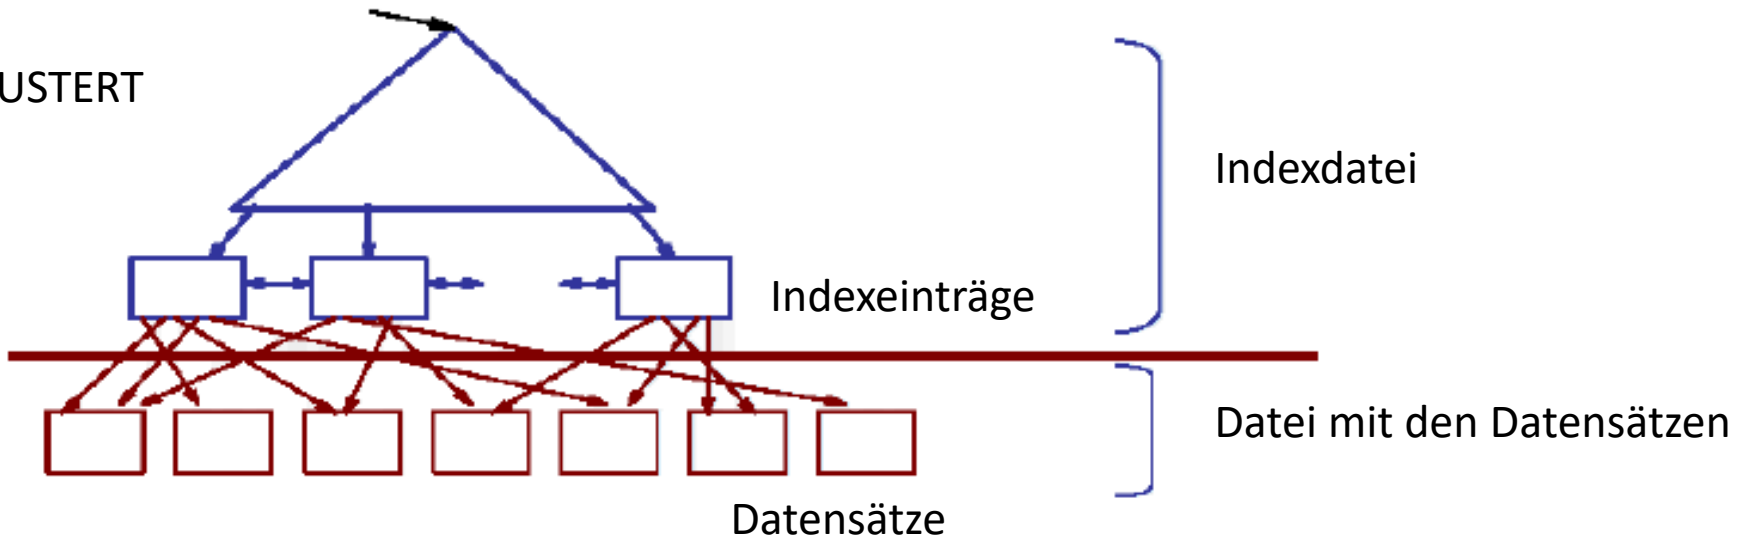 USTERT
Indexdatei
Indexeinträge
Datei mit den Datensätzen
Datensätze